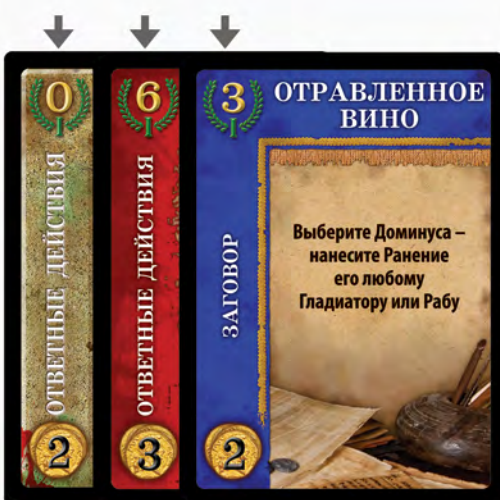 0
I
ОТВЕТНЫЕ ДЕЙСТВИЯ
2
6
I
ОТВЕТНЫЕ ДЕЙСТВИЯ
3
3
I
ЗАГОВОР
2
ОТРАВЛЕННОЕ
ВИНО
Выберите Доминуса –
нанесите Ранение
его любому
Гладиатору или Рабу